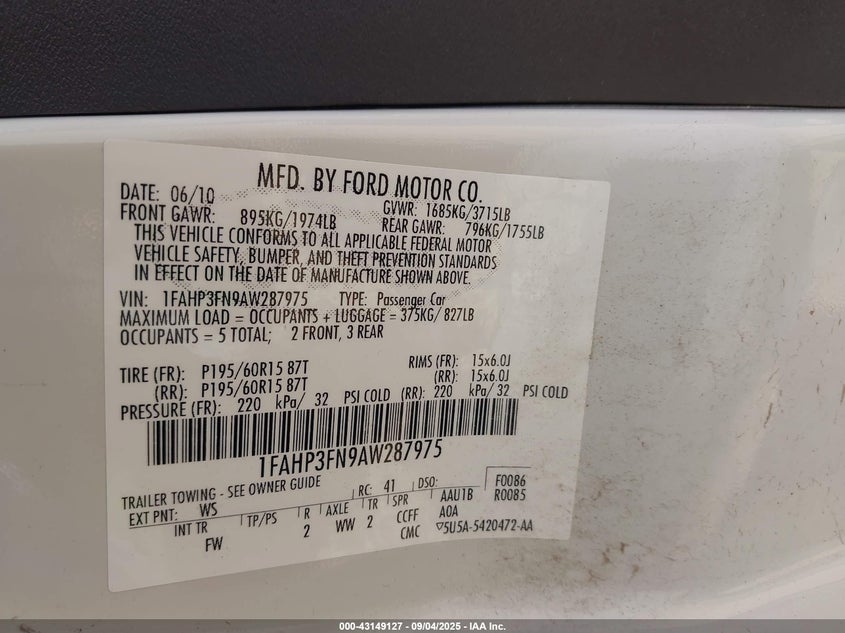 MFD. BY FORD MOTOR CO.
DATE: 06/10 GVWR: 1685KG/3715LB
FRONT GAWR: 895KG/1974LB REAR GAWR: 796KG/1755LB
THIS VEHICLE CONFORMS TO ALL APPLICABLE FEDERAL MOTOR
VEHICLE SAFETY, BUMPER, AND THEFT PREVENTION STANDARDS
IN EFFECT ON THE DATE OF MANUFACTURE SHOWN ABOVE.
VIN: 1FAHP3FN9AW287975 TYPE: Passenger Car
MAXIMUM LOAD = OCCUPANTS + LUGGAGE = 375KG/ 827LB
OCCUPANTS = 5 TOTAL; 2 FRONT, 3 REAR
TIRE (FR): P195/60R15 87T RIMS (FR): 15x6.0J
(RR): P195/60R15 87T (RR): 15x6.0J
PRESSURE (FR): 220 kPa/ 32 PSI COLD (RR): 220 kPa/ 32 PSI COLD
1FAHP3FN9AW287975
TRAILER TOWING - SEE OWNER GUIDE RC: 41 DSO: F0086
EXT PNT: WS R AXLE TR SPR AAU1B R0085
INT TR TP/PS 2 WW 2 CCFF A0A
FW CMC ▽5U5A-5420472-AA
000-43149127 - 09/04/2025 - IAA Inc.